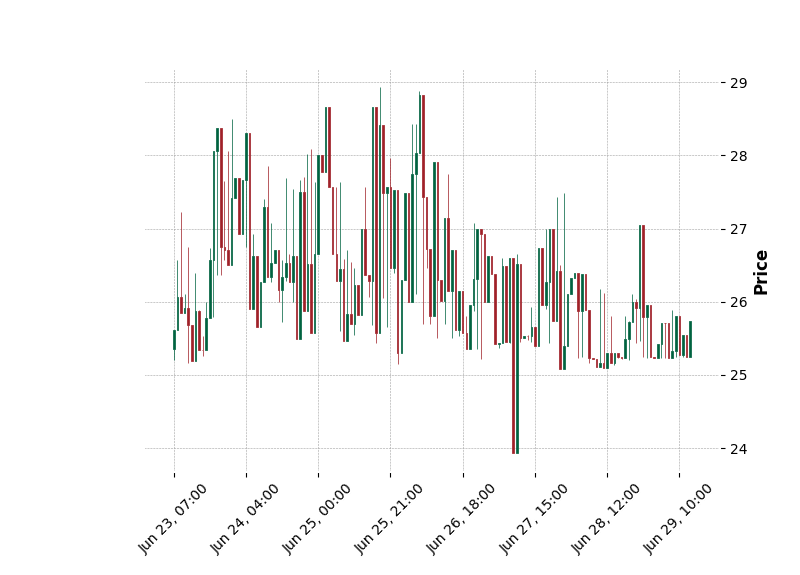 29
28
27
26
25
24
Price
Jun 23, 07:00
Jun 24, 04:00
Jun 25, 00:00
Jun 25, 21:00
Jun 26, 18:00
Jun 27, 15:00
Jun 28, 12:00
Jun 29, 10:00